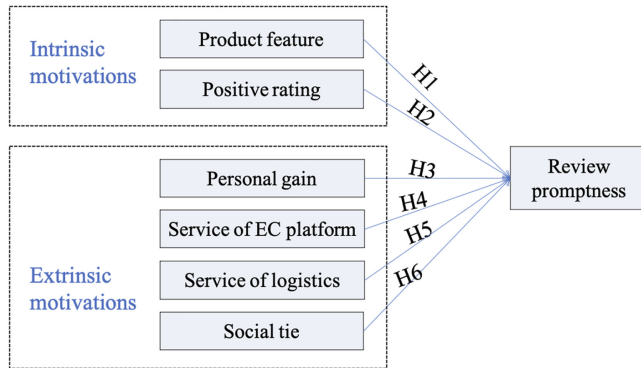 Intrinsic
motivations
Product feature
Positive rating
Extrinsic
motivations
Personal gain
Service of EC platform
Service of logistics
Social tie
H1
H2
H3
H4
H5
H6
Review
promptness